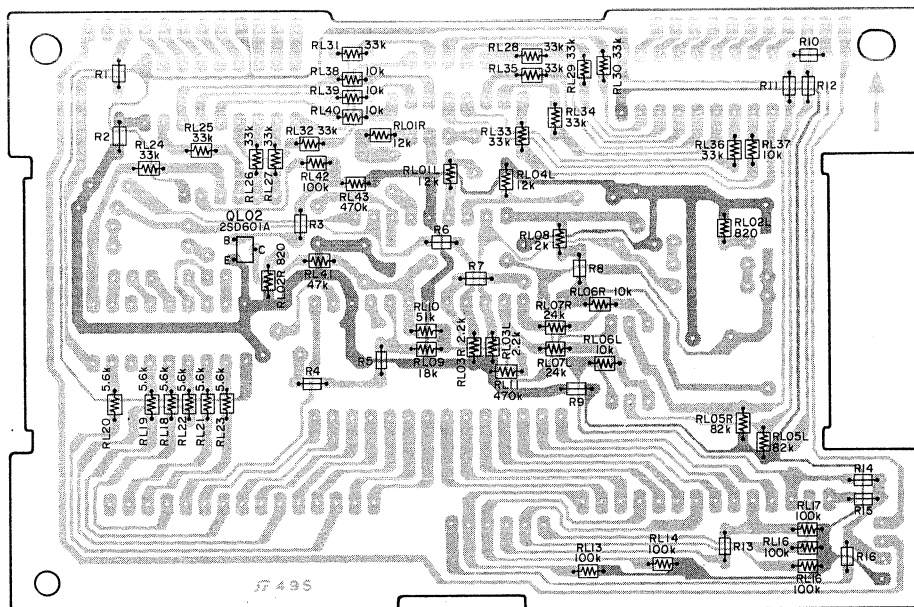 RL31 33k
RL38 10k
RL39 10k
RL40 10k
RL28 33k
RL35 33k
RL29 33k
RL30 33k
R10
R1
R11
R12
R2
RL25
33k
RL24
33k
RL26 33k
RL27 33k
RL32 33k
RL42
100k
RL01R
12k
RL33
33k
RL34
33k
RL36
33k
RL37
10k
RL43
470k
RL01L
12k
RL04L
12k
QL02
2SD601A
B
C
E
R3
R6
RL08
12k
RL02L
820
RL02R 820
RL41
47k
R7
R8
RL06R 10k
RL10
51k
RL07R
24k
RL09
18k
RL03R 2.2k
RL03L
2.2k
RL06L
10k
RL07L
24k
R4
R5
RL11
470k
R9
RL20 5.6k
RL19 5.6k
RL18 5.6k
RL22 5.6k
RL21 5.6k
RL23 5.6k
RL05R
82k
RL05L
82k
R14
R15
RL17
100k
RL13
100k
RL14
100k
R13
RL16
100k
R16
RL16
100k